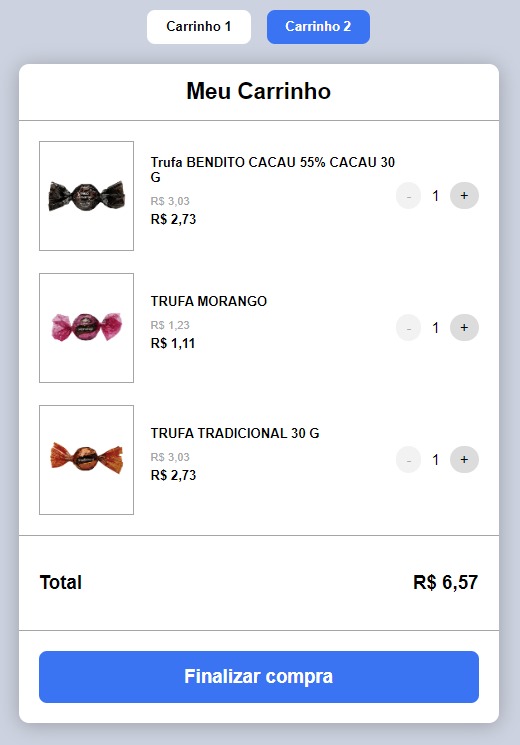 Carrinho 1
Carrinho 2
Meu Carrinho
Trufa BENDITO CACAU 55% CACAU 30
G
R$ 3,03
R$ 2,73
- 1 +
TRUFA MORANGO
R$ 1,23
R$ 1,11
- 1 +
TRUFA TRADICIONAL 30 G
R$ 3,03
R$ 2,73
- 1 +
Total R$ 6,57
Finalizar compra